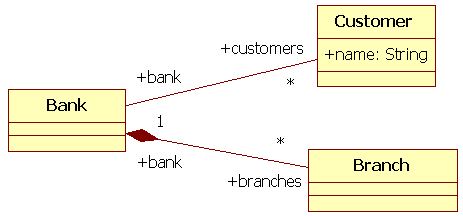 Customer
+name: String
+customers
*
+bank
Bank
1
+bank
*
+branches
Branch